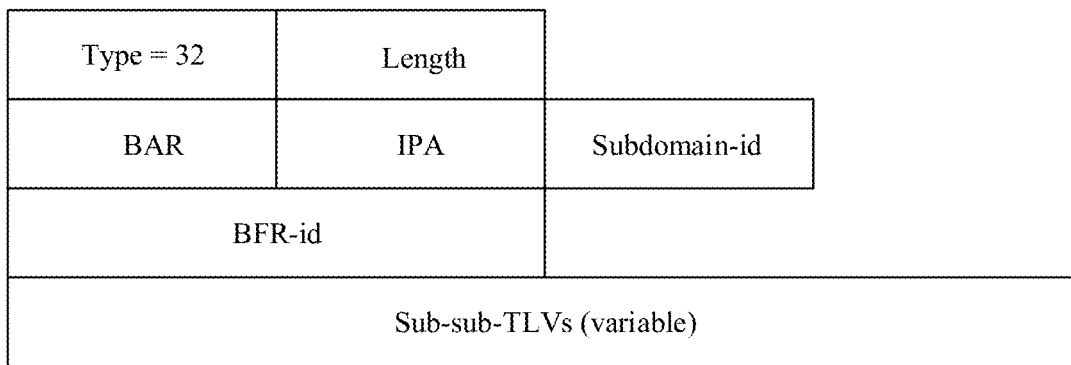 Type = 32 Length
BAR IPA Subdomain-id
BFR-id
Sub-sub-TLVs (variable)